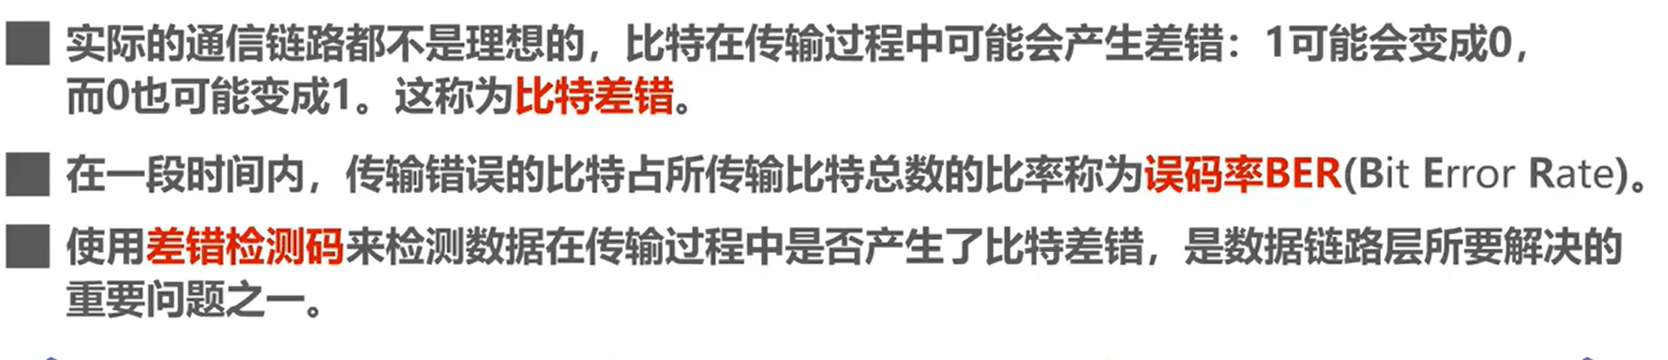 实际的通信链路都不是理想的，比特在传输过程中可能会产生差错：1可能会变成0，
而0也可能变成1。这称为比特差错。
在一段时间内，传输错误的比特占所传输比特总数的比率称为误码率BER(Bit Error Rate)。
使用差错检测码来检测数据在传输过程中是否产生了比特差错，是数据链路层所要解决的
重要问题之一。